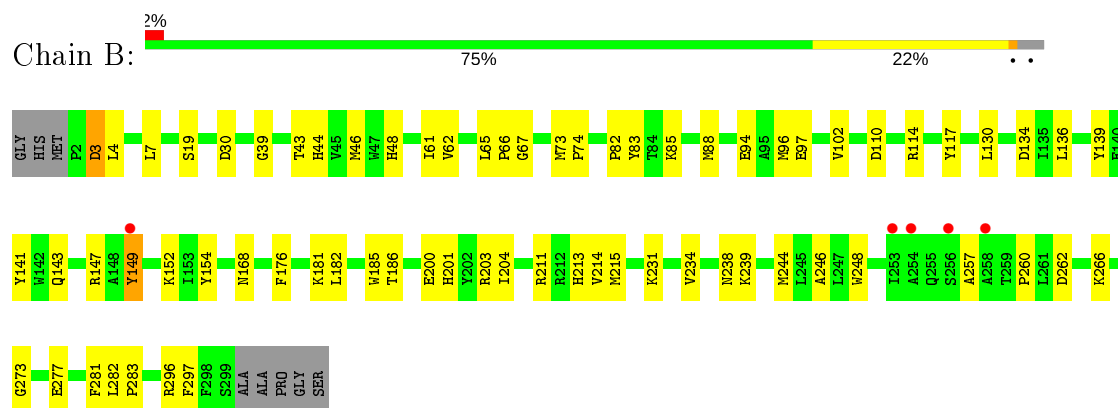 2%
Chain B:
75% 22% • •
GLY HIS MET P2 D3 L4 L7 S19 D30 G39 T43 H44 V45 M46 W47 H48 I61 V62 L65 P66 G67 M73 P74 P82 Y83 T84 K85 M88 E94 A95 M96 E97 V102 D110 R114 Y117 L130 D134 I135 L136 Y139 E140
Y141 W142 Q143 R147 A148 Y149 K152 I153 Y154 N168 F176 K181 L182 W185 T186 E200 H201 Y202 R203 I204 R211 R212 H213 V214 M215 K231 V234 N238 K239 M244 L245 A246 L247 W248 I253 A254 Q255 S256 A257 A258 T259 P260 L261 D262 K266
G273 E277 F281 L282 P283 R296 F297 F298 S299 ALA ALA PRO GLY SER